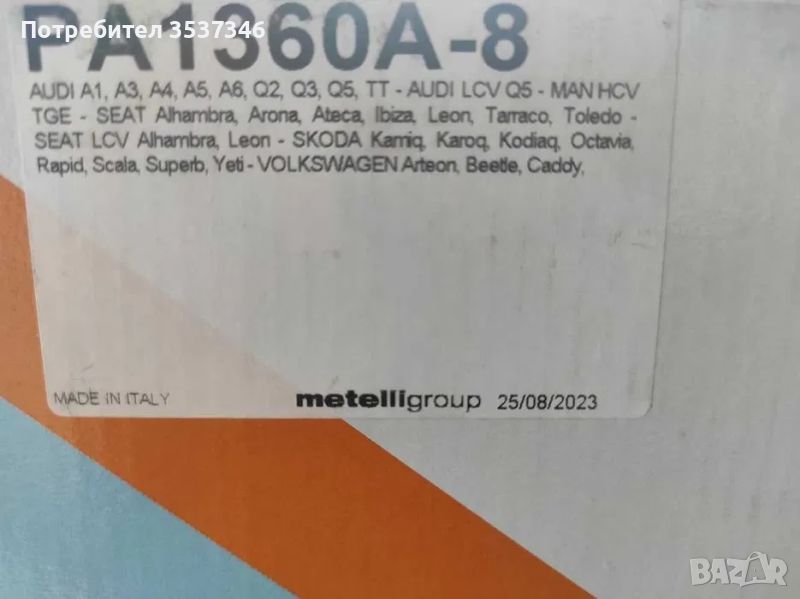 Потребител 3537346
PA1360A-8
AUDI A1, A3, A4, A5, A6, Q2, Q3, Q5, TT - AUDI LCV Q5 - MAN HCV
TGE - SEAT Alhambra, Arona, Ateca, Ibiza, Leon, Tarraco, Toledo -
SEAT LCV Alhambra, Leon - SKODA Kamiq, Karoq, Kodiaq, Octavia,
Rapid, Scala, Superb, Yeti - VOLKSWAGEN Arteon, Beetle, Caddy,
MADE IN ITALY metelligroup 25/08/2023
BAZAR